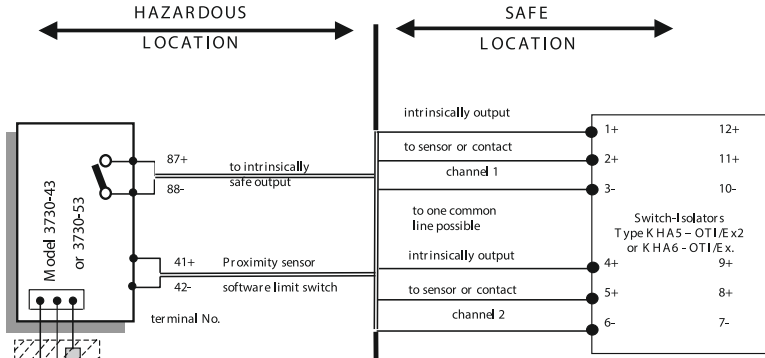 HAZARDOUS
LOCATION
SAFE
LOCATION
Model 3730-43
or 3730-53
87+
88-
to intrinsically
safe output
41+
42-
Proximity sensor
software limit switch
terminal No.
intrinsically output
to sensor or contact
channel 1
to one common
line possible
intrinsically output
to sensor or contact
channel 2
1+
12+
2+
11+
3-
10-
Switch-Isolators
Type KHA5 – OTI/Ex2
or KHA6 - OTI/Ex.
4+
9+
5+
8+
6-
7-